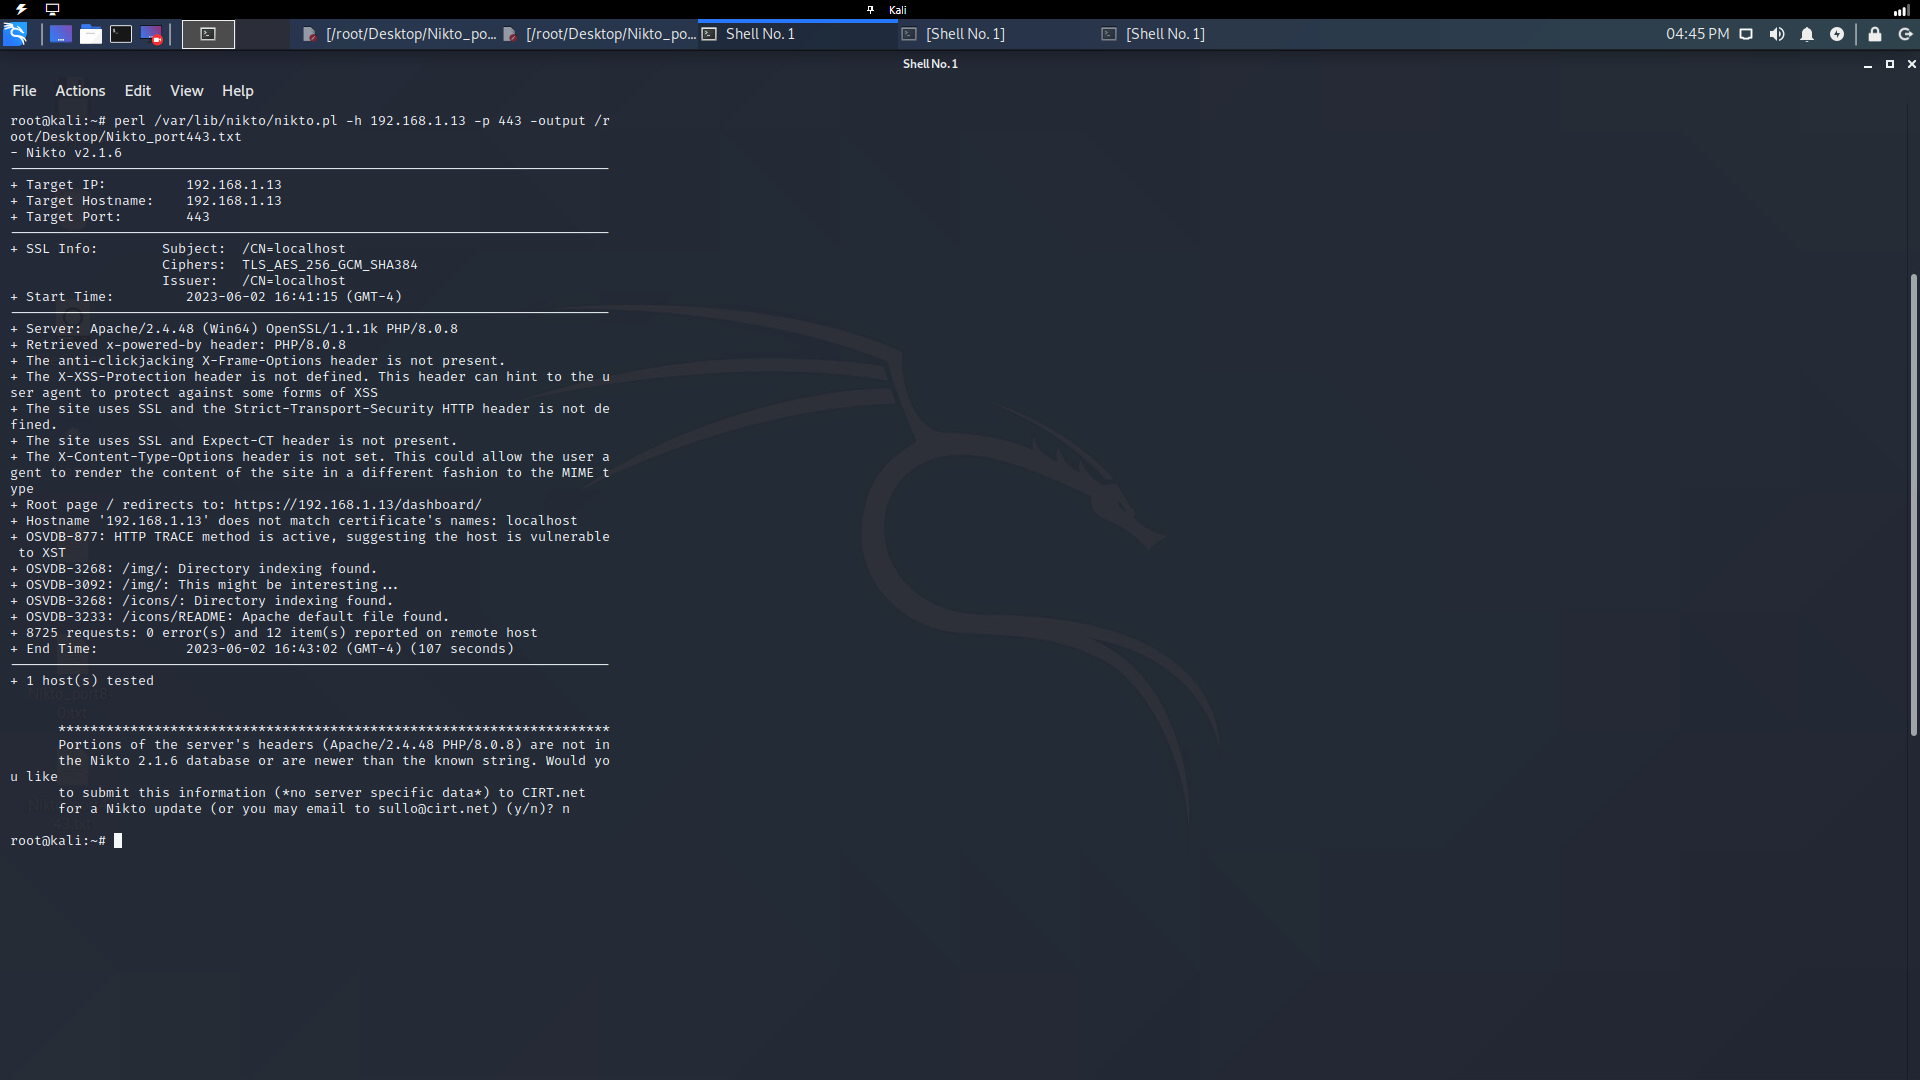 Kali
[/root/Desktop/Nikto_po...
[/root/Desktop/Nikto_po...
Shell No. 1
[Shell No. 1]
[Shell No. 1]
04:45 PM
Shell No. 1
File Actions Edit View Help
root@kali:~# perl /var/lib/nikto/nikto.pl -h 192.168.1.13 -p 443 -output /r
oot/Desktop/Nikto_port443.txt
- Nikto v2.1.6
+ Target IP: 192.168.1.13
+ Target Hostname: 192.168.1.13
+ Target Port: 443
+ SSL Info: Subject: /CN=localhost
Ciphers: TLS_AES_256_GCM_SHA384
Issuer: /CN=localhost
+ Start Time: 2023-06-02 16:41:15 (GMT-4)
+ Server: Apache/2.4.48 (Win64) OpenSSL/1.1.1k PHP/8.0.8
+ Retrieved x-powered-by header: PHP/8.0.8
+ The anti-clickjacking X-Frame-Options header is not present.
+ The X-XSS-Protection header is not defined. This header can hint to the u
ser agent to protect against some forms of XSS
+ The site uses SSL and the Strict-Transport-Security HTTP header is not de
fined.
+ The site uses SSL and Expect-CT header is not present.
+ The X-Content-Type-Options header is not set. This could allow the user a
gent to render the content of the site in a different fashion to the MIME t
ype
+ Root page / redirects to: https://192.168.1.13/dashboard/
+ Hostname '192.168.1.13' does not match certificate's names: localhost
+ OSVDB-877: HTTP TRACE method is active, suggesting the host is vulnerable
to XST
+ OSVDB-3268: /img/: Directory indexing found.
+ OSVDB-3092: /img/: This might be interesting...
+ OSVDB-3268: /icons/: Directory indexing found.
+ OSVDB-3233: /icons/README: Apache default file found.
+ 8725 requests: 0 error(s) and 12 item(s) reported on remote host
+ End Time: 2023-06-02 16:43:02 (GMT-4) (107 seconds)
+ 1 host(s) tested
*********************************************************************
Portions of the server's headers (Apache/2.4.48 PHP/8.0.8) are not in
the Nikto 2.1.6 database or are newer than the known string. Would yo
u like
to submit this information (*no server specific data*) to CIRT.net
for a Nikto update (or you may email to sullo@cirt.net) (y/n)? n
root@kali:~#